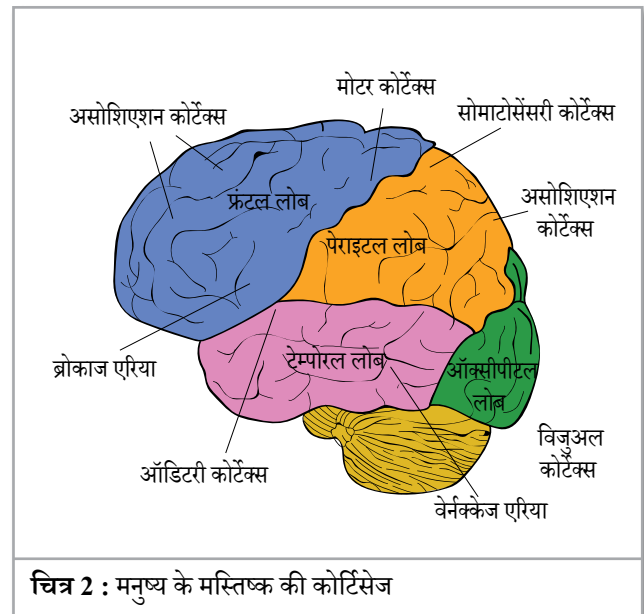 मोटर कोर्टेक्स
असोशिएशन कोर्टेक्स
सोमाटोसेंसरी कोर्टेक्स
फ्रंटल लोब
असोशिएशन
कोर्टेक्स
पेराइटल लोब
ब्रोकाज एरिया
टेम्पोरल लोब
ऑक्सीपीटल
लोब
ऑडिटरी कोर्टेक्स
विजुअल
कोर्टेक्स
वेर्नक्केज एरिया
चित्र 2 : मनुष्य के मस्तिष्क की कोर्टिसेज